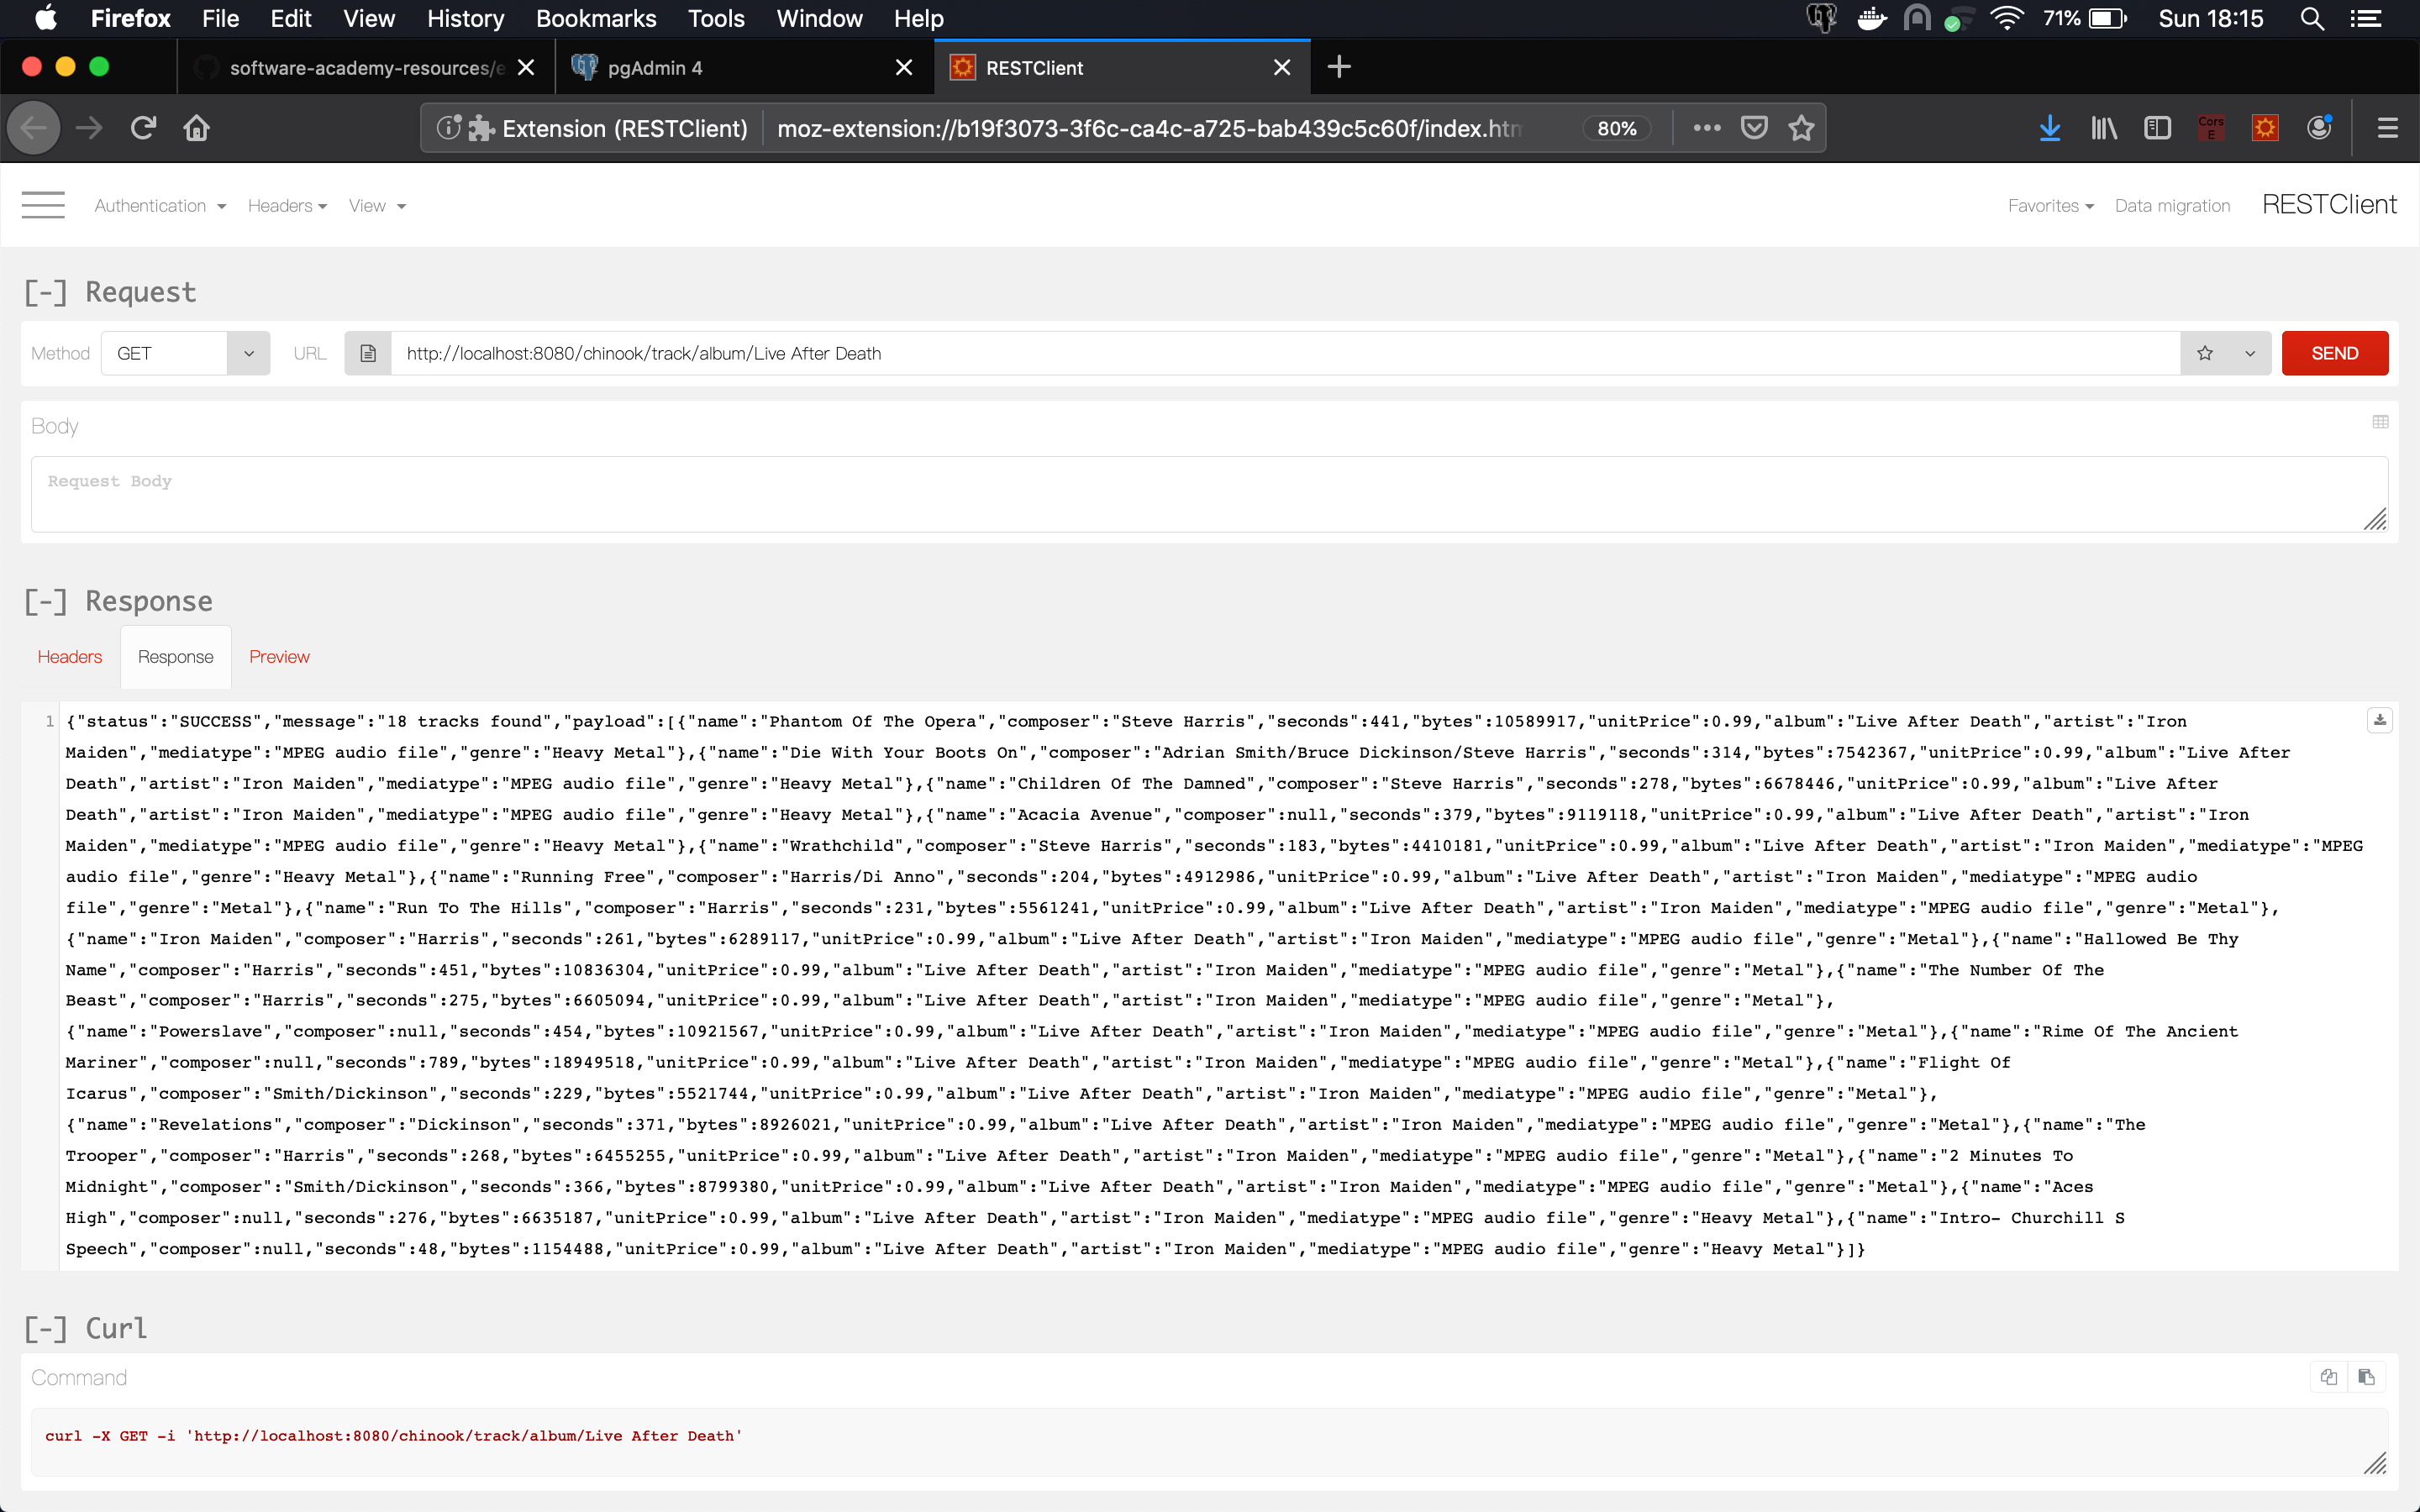 Firefox File Edit View History Bookmarks Tools Window Help 71% Sun 18:15
software-academy-resources/e pgAdmin 4 RESTClient
Extension (RESTClient) moz-extension://b19f3073-3f6c-ca4c-a725-bab439c5c60f/index.htm 80% Cors E
Authentication Headers View Favorites Data migration RESTClient
[-] Request
Method GET URL http://localhost:8080/chinook/track/album/Live After Death SEND
Body
Request Body
[-] Response
Headers Response Preview
1 {"status":"SUCCESS","message":"18 tracks found","payload":[{"name":"Phantom Of The Opera","composer":"Steve Harris","seconds":441,"bytes":10589917,"unitPrice":0.99,"album":"Live After Death","artist":"Iron
Maiden","mediatype":"MPEG audio file","genre":"Heavy Metal"},{"name":"Die With Your Boots On","composer":"Adrian Smith/Bruce Dickinson/Steve Harris","seconds":314,"bytes":7542367,"unitPrice":0.99,"album":"Live After
Death","artist":"Iron Maiden","mediatype":"MPEG audio file","genre":"Heavy Metal"},{"name":"Children Of The Damned","composer":"Steve Harris","seconds":278,"bytes":6678446,"unitPrice":0.99,"album":"Live After
Death","artist":"Iron Maiden","mediatype":"MPEG audio file","genre":"Heavy Metal"},{"name":"Acacia Avenue","composer":null,"seconds":379,"bytes":9119118,"unitPrice":0.99,"album":"Live After Death","artist":"Iron
Maiden","mediatype":"MPEG audio file","genre":"Heavy Metal"},{"name":"Wrathchild","composer":"Steve Harris","seconds":183,"bytes":4410181,"unitPrice":0.99,"album":"Live After Death","artist":"Iron Maiden","mediatype":"MPEG
audio file","genre":"Heavy Metal"},{"name":"Running Free","composer":"Harris/Di Anno","seconds":204,"bytes":4912986,"unitPrice":0.99,"album":"Live After Death","artist":"Iron Maiden","mediatype":"MPEG audio
file","genre":"Metal"},{"name":"Run To The Hills","composer":"Harris","seconds":231,"bytes":5561241,"unitPrice":0.99,"album":"Live After Death","artist":"Iron Maiden","mediatype":"MPEG audio file","genre":"Metal"},
{"name":"Iron Maiden","composer":"Harris","seconds":261,"bytes":6289117,"unitPrice":0.99,"album":"Live After Death","artist":"Iron Maiden","mediatype":"MPEG audio file","genre":"Metal"},{"name":"Hallowed Be Thy
Name","composer":"Harris","seconds":451,"bytes":10836304,"unitPrice":0.99,"album":"Live After Death","artist":"Iron Maiden","mediatype":"MPEG audio file","genre":"Metal"},{"name":"The Number Of The
Beast","composer":"Harris","seconds":275,"bytes":6605094,"unitPrice":0.99,"album":"Live After Death","artist":"Iron Maiden","mediatype":"MPEG audio file","genre":"Metal"},
{"name":"Powerslave","composer":null,"seconds":454,"bytes":10921567,"unitPrice":0.99,"album":"Live After Death","artist":"Iron Maiden","mediatype":"MPEG audio file","genre":"Metal"},{"name":"Rime Of The Ancient
Mariner","composer":null,"seconds":789,"bytes":18949518,"unitPrice":0.99,"album":"Live After Death","artist":"Iron Maiden","mediatype":"MPEG audio file","genre":"Metal"},{"name":"Flight Of
Icarus","composer":"Smith/Dickinson","seconds":229,"bytes":5521744,"unitPrice":0.99,"album":"Live After Death","artist":"Iron Maiden","mediatype":"MPEG audio file","genre":"Metal"},
{"name":"Revelations","composer":"Dickinson","seconds":371,"bytes":8926021,"unitPrice":0.99,"album":"Live After Death","artist":"Iron Maiden","mediatype":"MPEG audio file","genre":"Metal"},{"name":"The
Trooper","composer":"Harris","seconds":268,"bytes":6455255,"unitPrice":0.99,"album":"Live After Death","artist":"Iron Maiden","mediatype":"MPEG audio file","genre":"Metal"},{"name":"2 Minutes To
Midnight","composer":"Smith/Dickinson","seconds":366,"bytes":8799380,"unitPrice":0.99,"album":"Live After Death","artist":"Iron Maiden","mediatype":"MPEG audio file","genre":"Metal"},{"name":"Aces
High","composer":null,"seconds":276,"bytes":6635187,"unitPrice":0.99,"album":"Live After Death","artist":"Iron Maiden","mediatype":"MPEG audio file","genre":"Heavy Metal"},{"name":"Intro- Churchill S
Speech","composer":null,"seconds":48,"bytes":1154488,"unitPrice":0.99,"album":"Live After Death","artist":"Iron Maiden","mediatype":"MPEG audio file","genre":"Heavy Metal"}]}
[-] Curl
Command
curl -X GET -i 'http://localhost:8080/chinook/track/album/Live After Death'